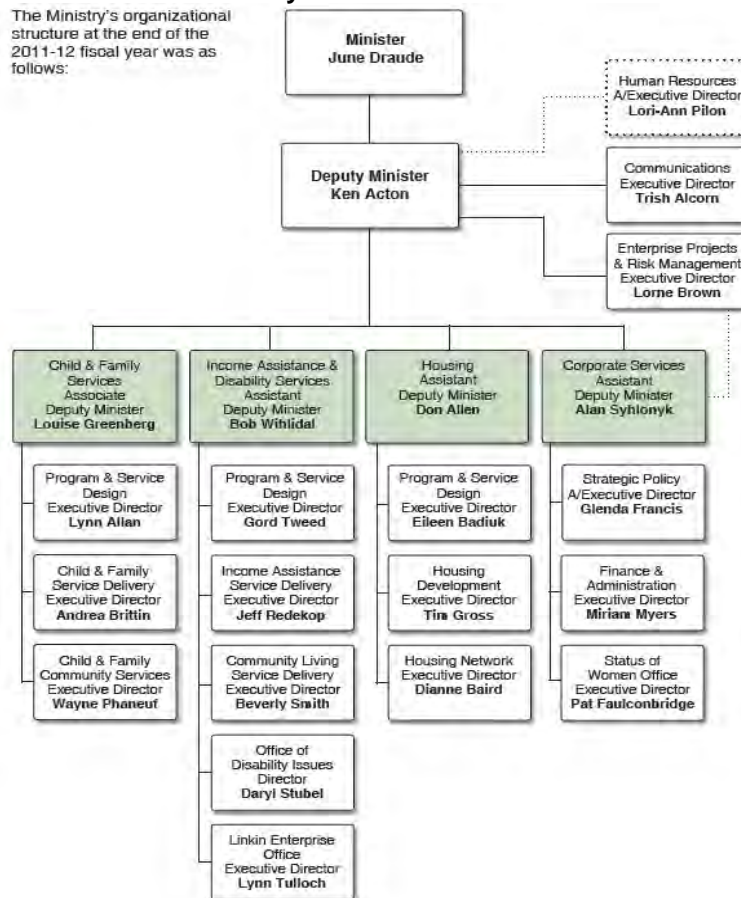 The Ministry's organizational
structure at the end of the
2011-12 fiscal year was as
follows:
Minister
June Draude
Human Resources
A/Executive Director
Lori-Ann Pilon
Deputy Minister
Ken Acton
Communications
Executive Director
Trish Alcorn
Enterprise Projects
& Risk Management
Executive Director
Lorne Brown
Child & Family
Services
Associate
Deputy Minister
Louise Greenberg
Income Assistance &
Disability Services
Assistant
Deputy Minister
Bob Wihlidal
Housing
Assistant
Deputy Minister
Don Allen
Corporate Services
Assistant
Deputy Minister
Alan Syhlonyk
Program & Service
Design
Executive Director
Lynn Allan
Child & Family
Service Delivery
Executive Director
Andrea Brittin
Child & Family
Community Services
Executive Director
Wayne Phaneuf
Program & Service
Design
Executive Director
Gord Tweed
Income Assistance
Service Delivery
Executive Director
Jeff Redekop
Community Living
Service Delivery
Executive Director
Beverly Smith
Office of
Disability Issues
Director
Daryl Stubel
Linkin Enterprise
Office
Executive Director
Lynn Tulloch
Program & Service
Design
Executive Director
Eileen Badiuk
Housing
Development
Executive Director
Tim Gross
Housing Network
Executive Director
Dianne Baird
Strategic Policy
A/Executive Director
Glenda Francis
Finance &
Administration
Executive Director
Miriam Myers
Status of
Women Office
Executive Director
Pat Faulconbridge